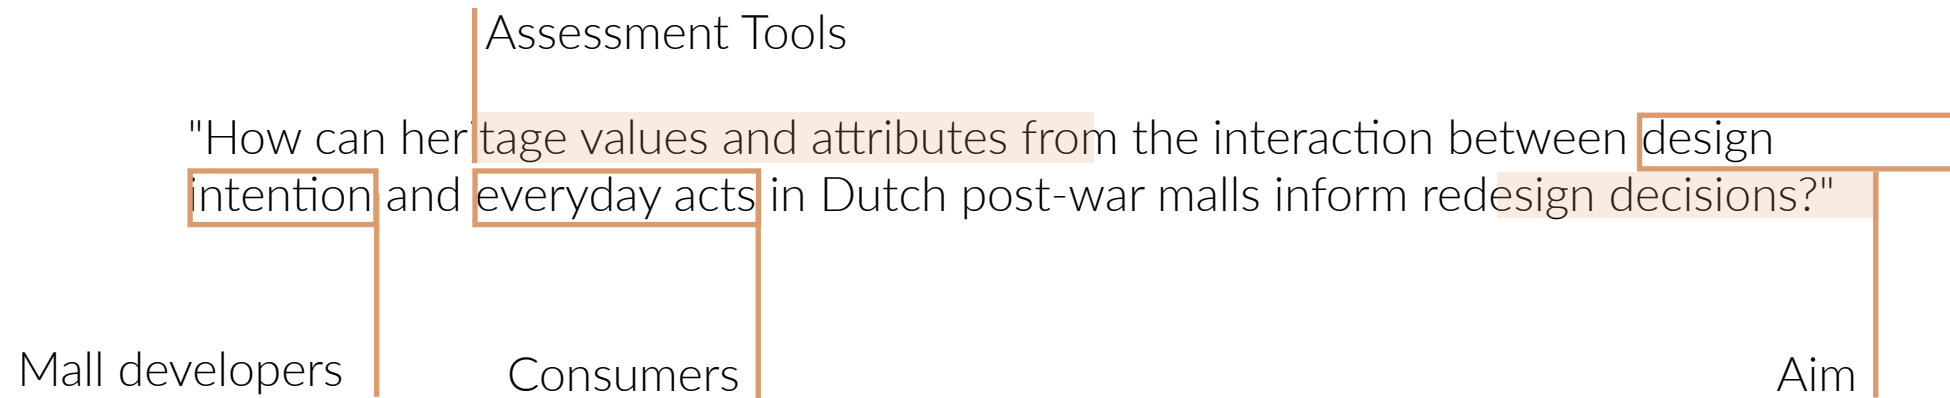 Assessment Tools
"How can heritage values and attributes from the interaction between design
intention and everyday acts in Dutch post-war malls inform redesign decisions?"
Mall developers
Consumers
Aim